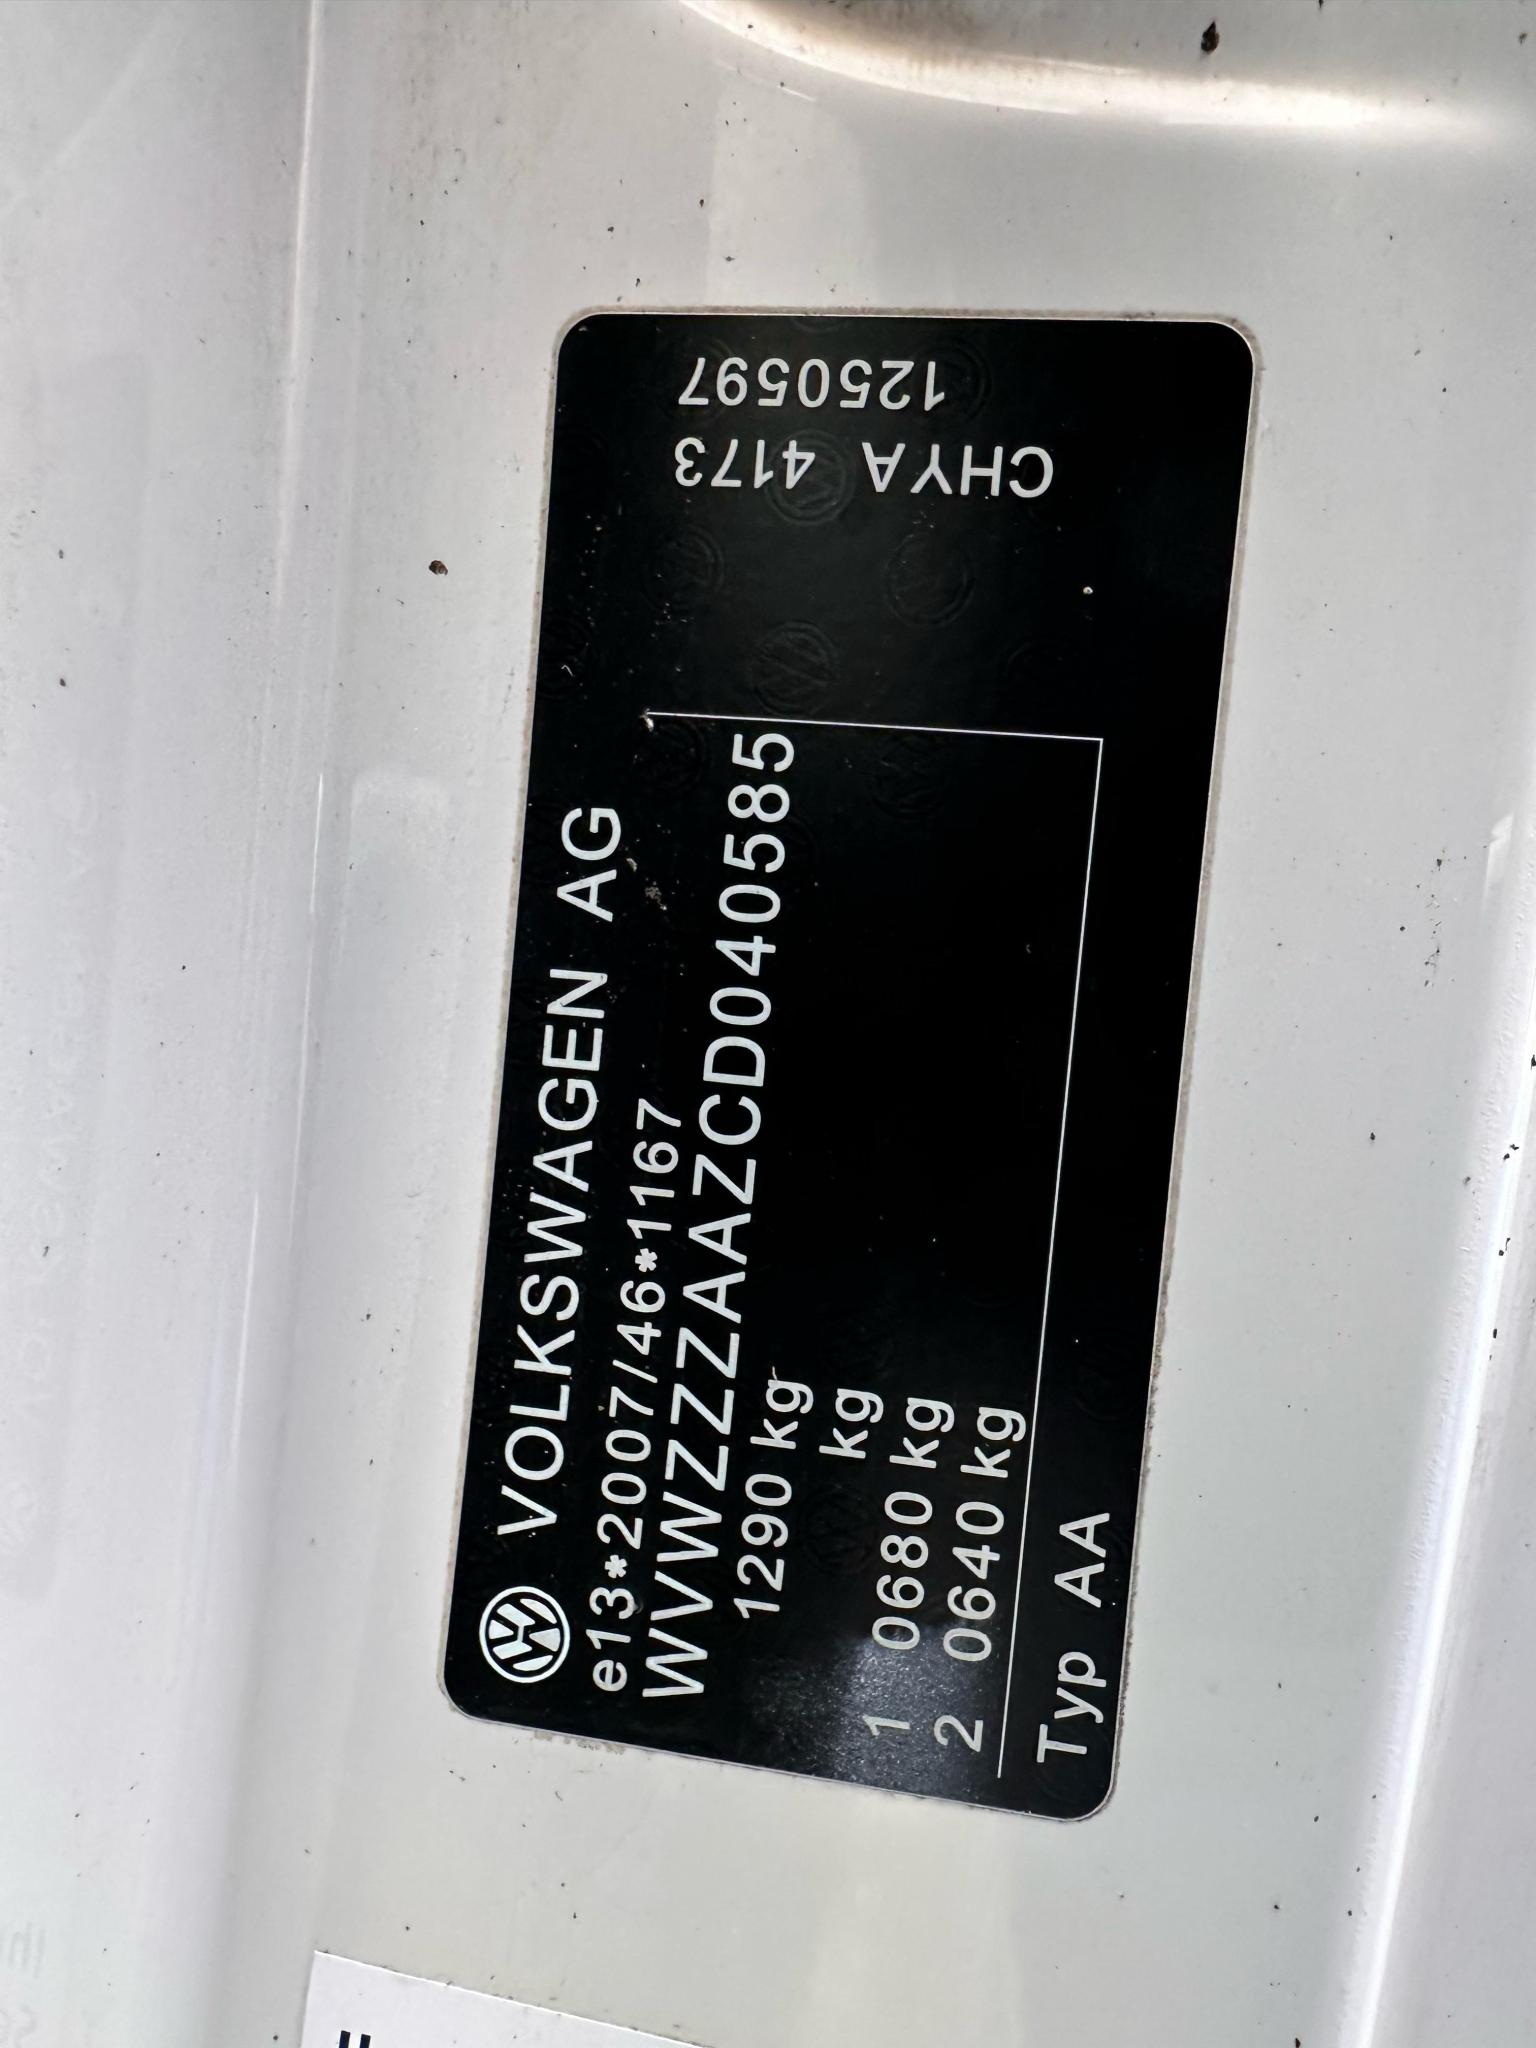 VOLKSWAGEN AG
e13*2007/46*1167
WVWZZZAAZCD040585
1290 kg
kg
1 0680 kg
2 0640 kg
Typ AA
CHYA 4173
1250597